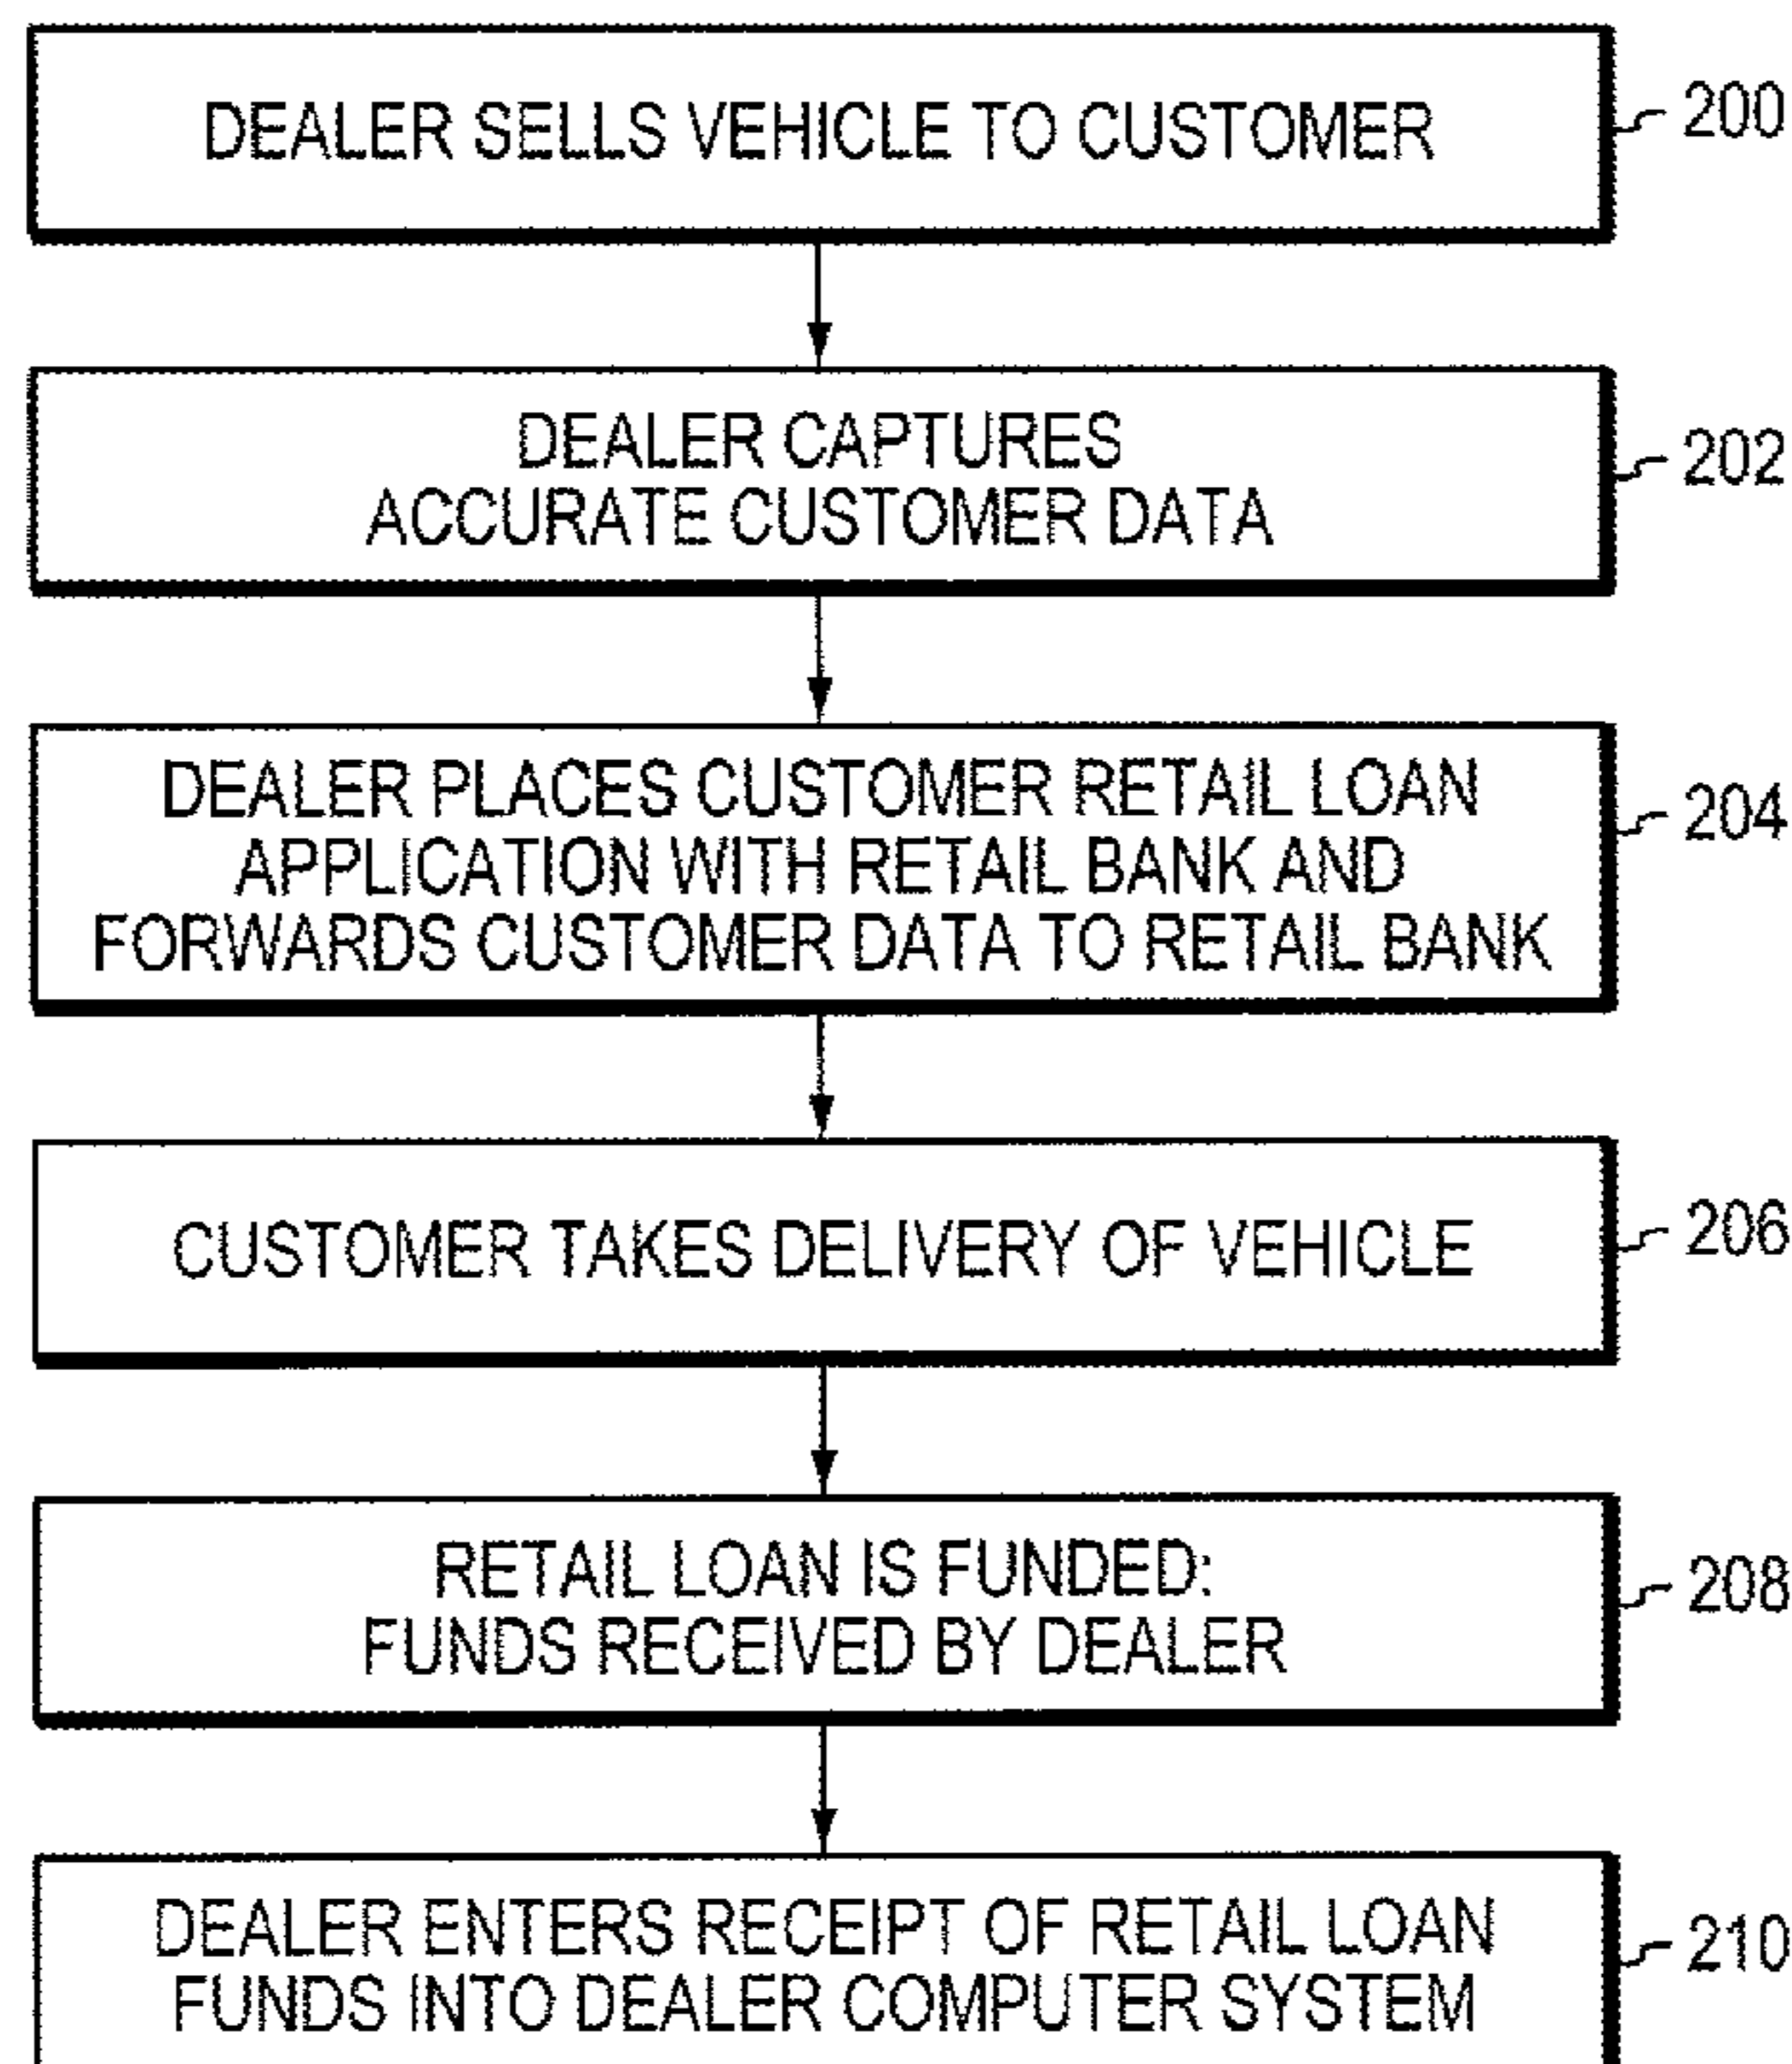 DEALER SELLS VEHICLE TO CUSTOMER
200
DEALER CAPTURES
ACCURATE CUSTOMER DATA
202
DEALER PLACES CUSTOMER RETAIL LOAN
APPLICATION WITH RETAIL BANK AND
FORWARDS CUSTOMER DATA TO RETAIL BANK
204
CUSTOMER TAKES DELIVERY OF VEHICLE
206
RETAIL LOAN IS FUNDED:
FUNDS RECEIVED BY DEALER
208
DEALER ENTERS RECEIPT OF RETAIL LOAN
FUNDS INTO DEALER COMPUTER SYSTEM
210